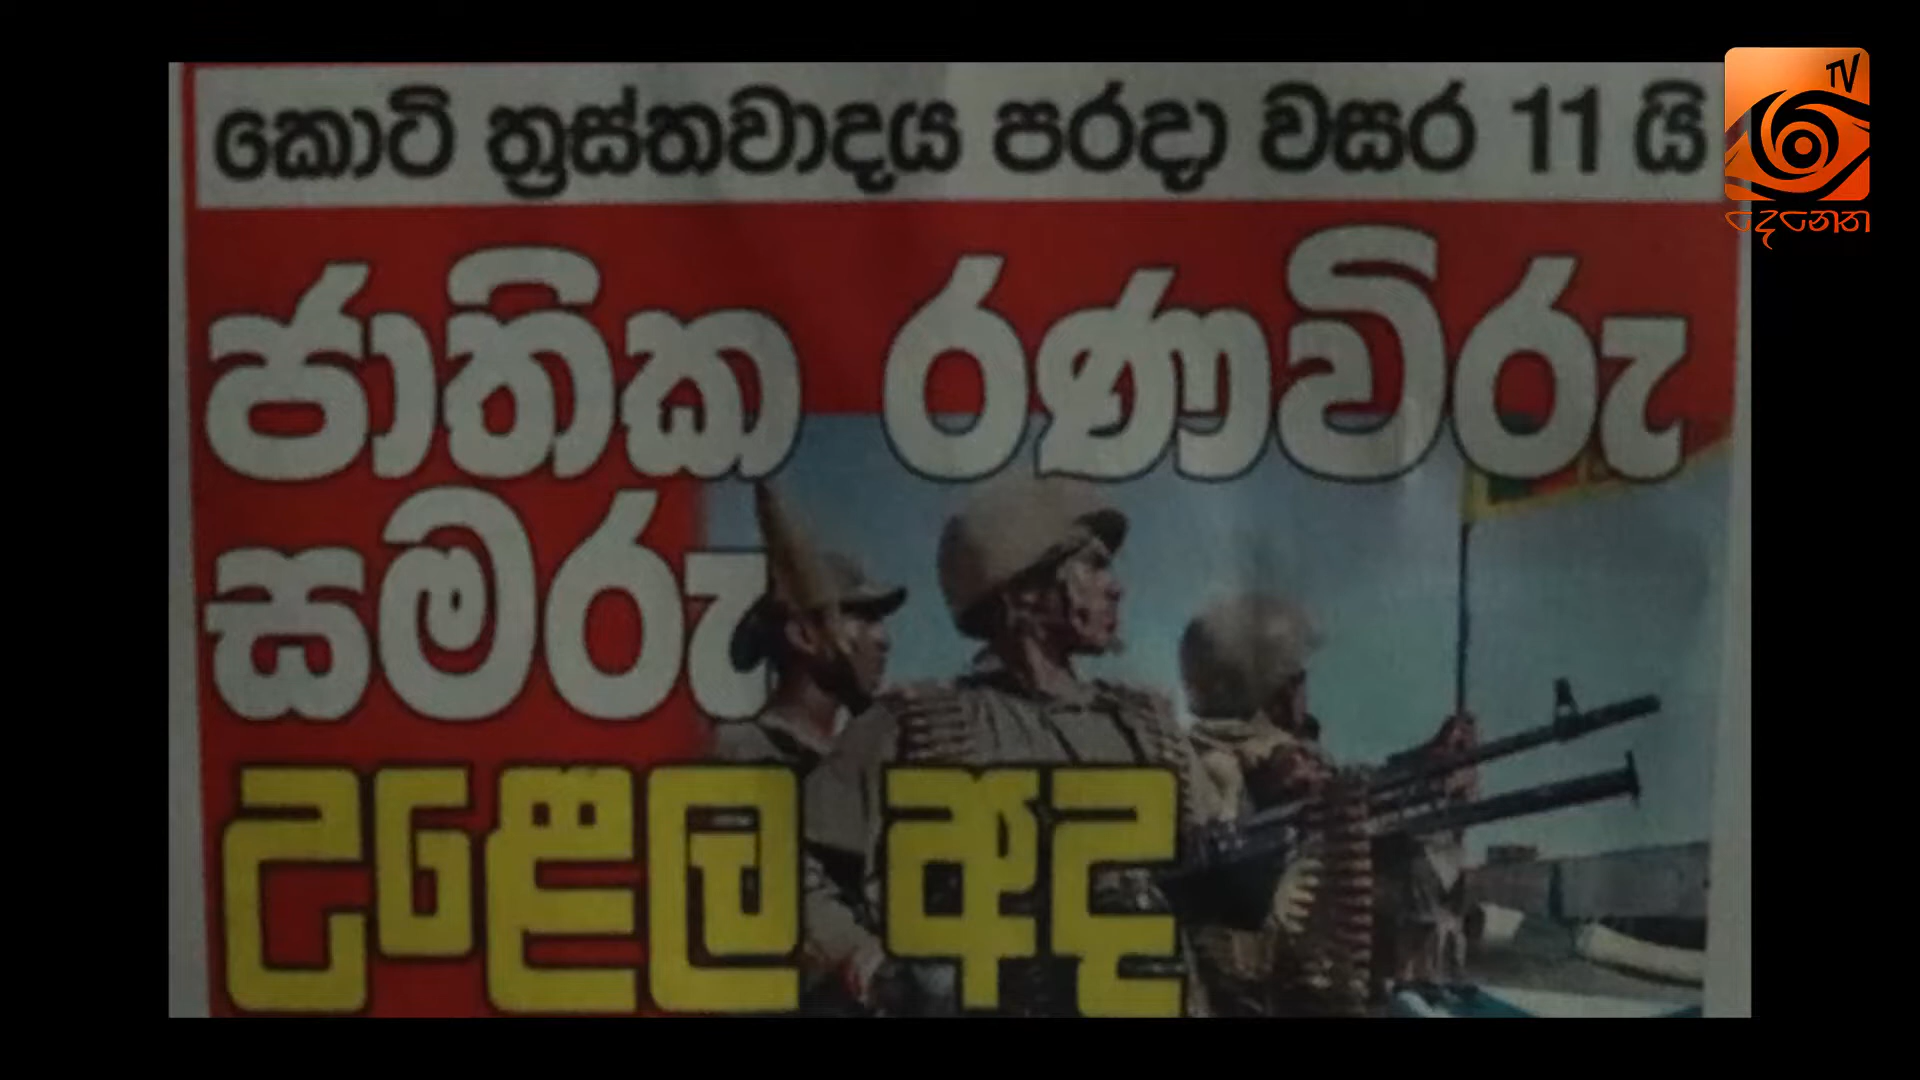 කොටි ත්‍රස්තවාදය පරදා වසර 11 යි
ජාතික රණවිරු
සමරු
උළෙල අද
TV
දෙනෙත